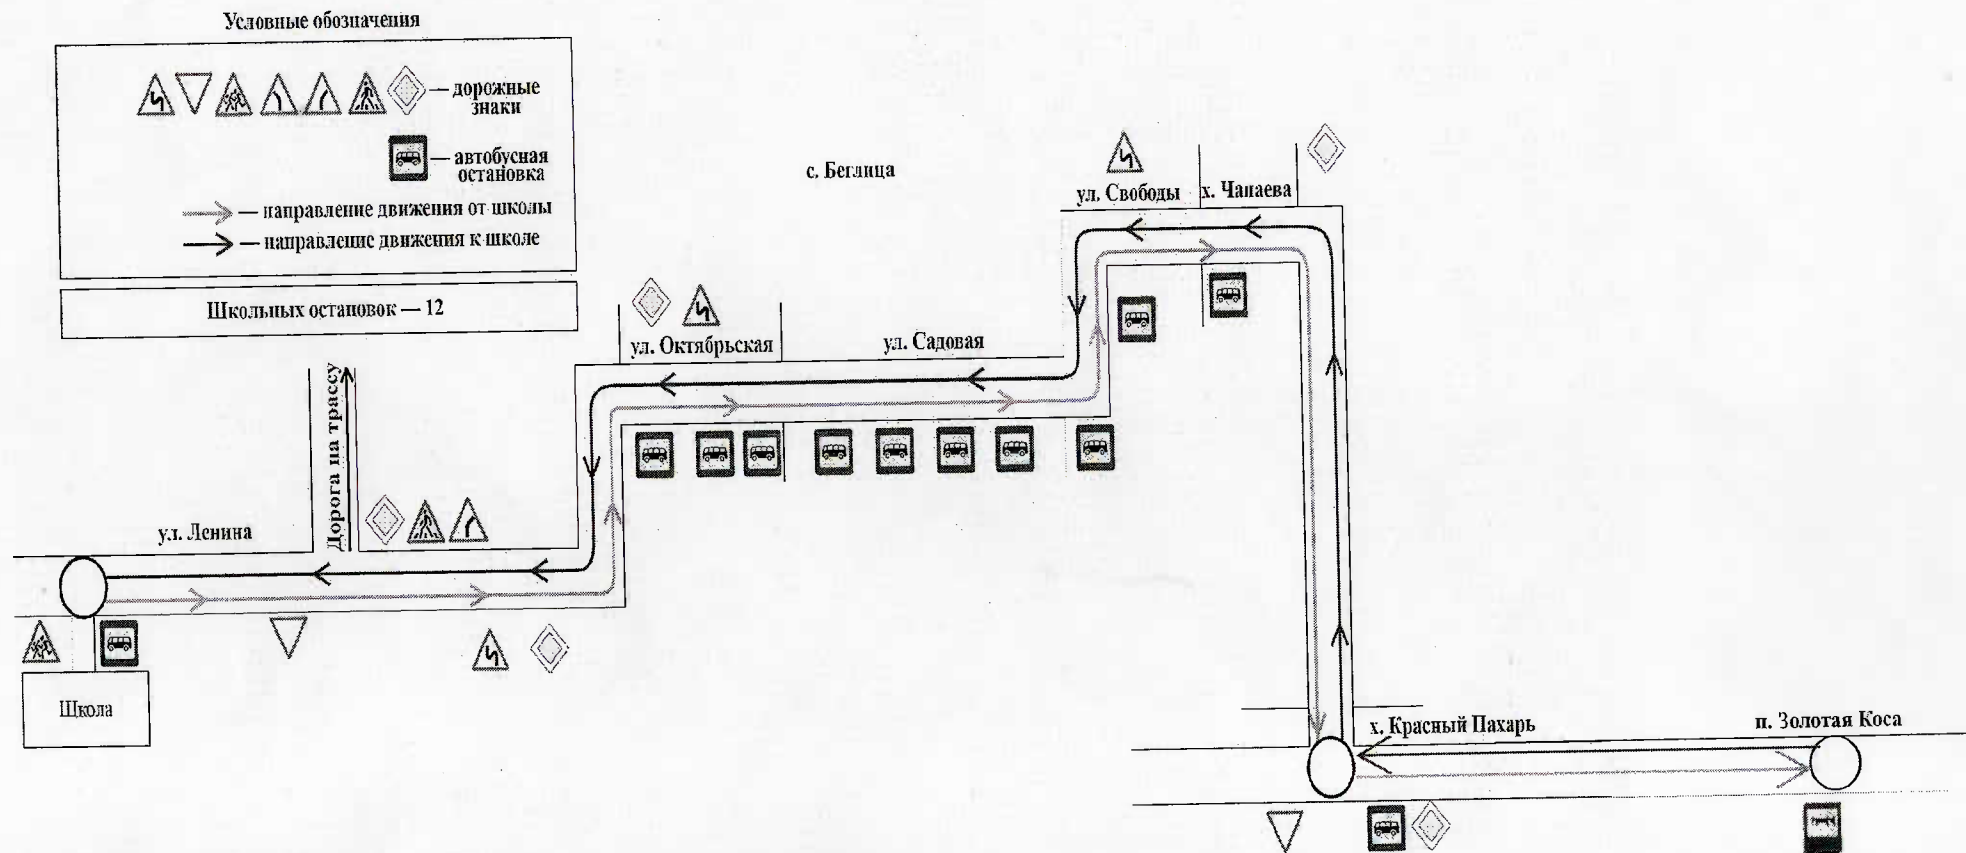 Условные обозначения
— дорожные
знаки
— автобусная
остановка
— направление движения от школы
— направление движения к школе
Школьных остановок — 12
с. Беглица
ул. Свободы
х. Чапаева
ул. Октябрьская
ул. Садовая
Дорога на трассу
ул. Ленина
Школа
х. Красный Пахарь
п. Золотая Коса